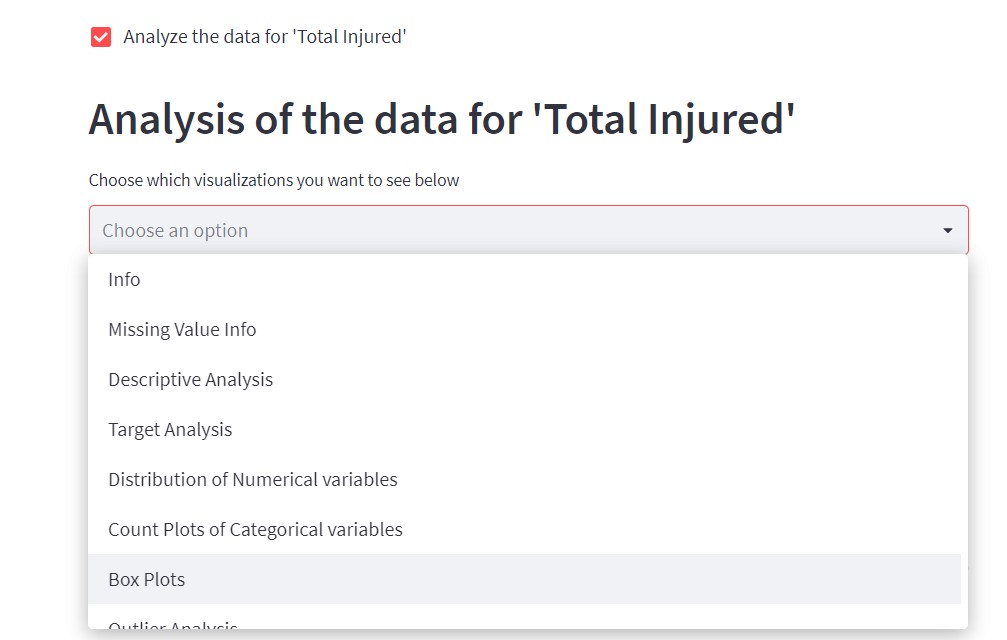 Analyze the data for 'Total Injured'
Analysis of the data for 'Total Injured'
Choose which visualizations you want to see below
Choose an option
Info
Missing Value Info
Descriptive Analysis
Target Analysis
Distribution of Numerical variables
Count Plots of Categorical variables
Box Plots
Outlier Analysis